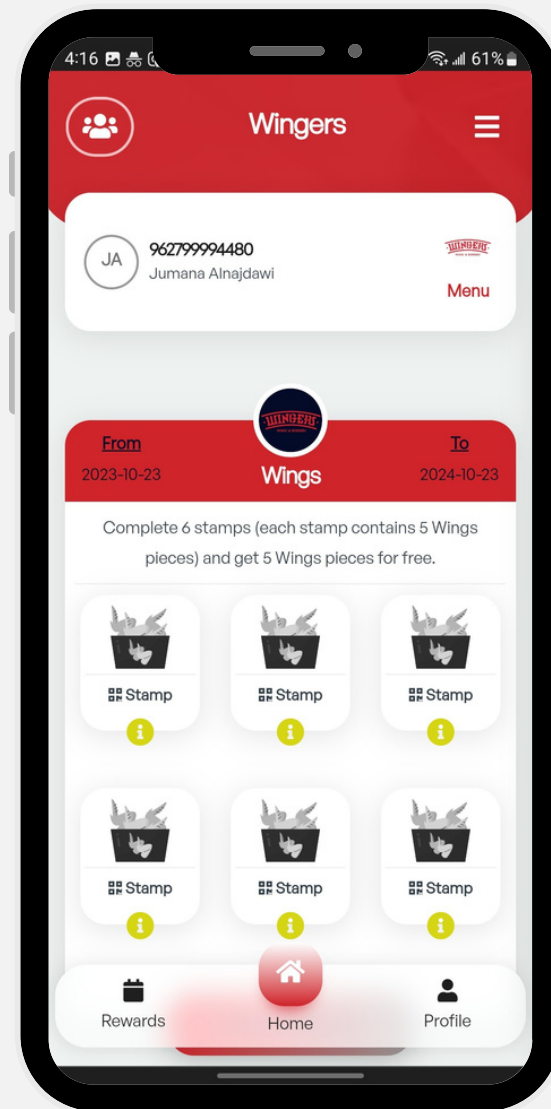 4:16
61%
Wingers
JA
962799994480
Jumana Alnajdawi
WINGERS
Menu
WINGERS
From
To
2023-10-23
Wings
2024-10-23
Complete 6 stamps (each stamp contains 5 Wings
pieces) and get 5 Wings pieces for free.
Stamp
Stamp
Stamp
Stamp
Stamp
Stamp
Rewards
Home
Profile